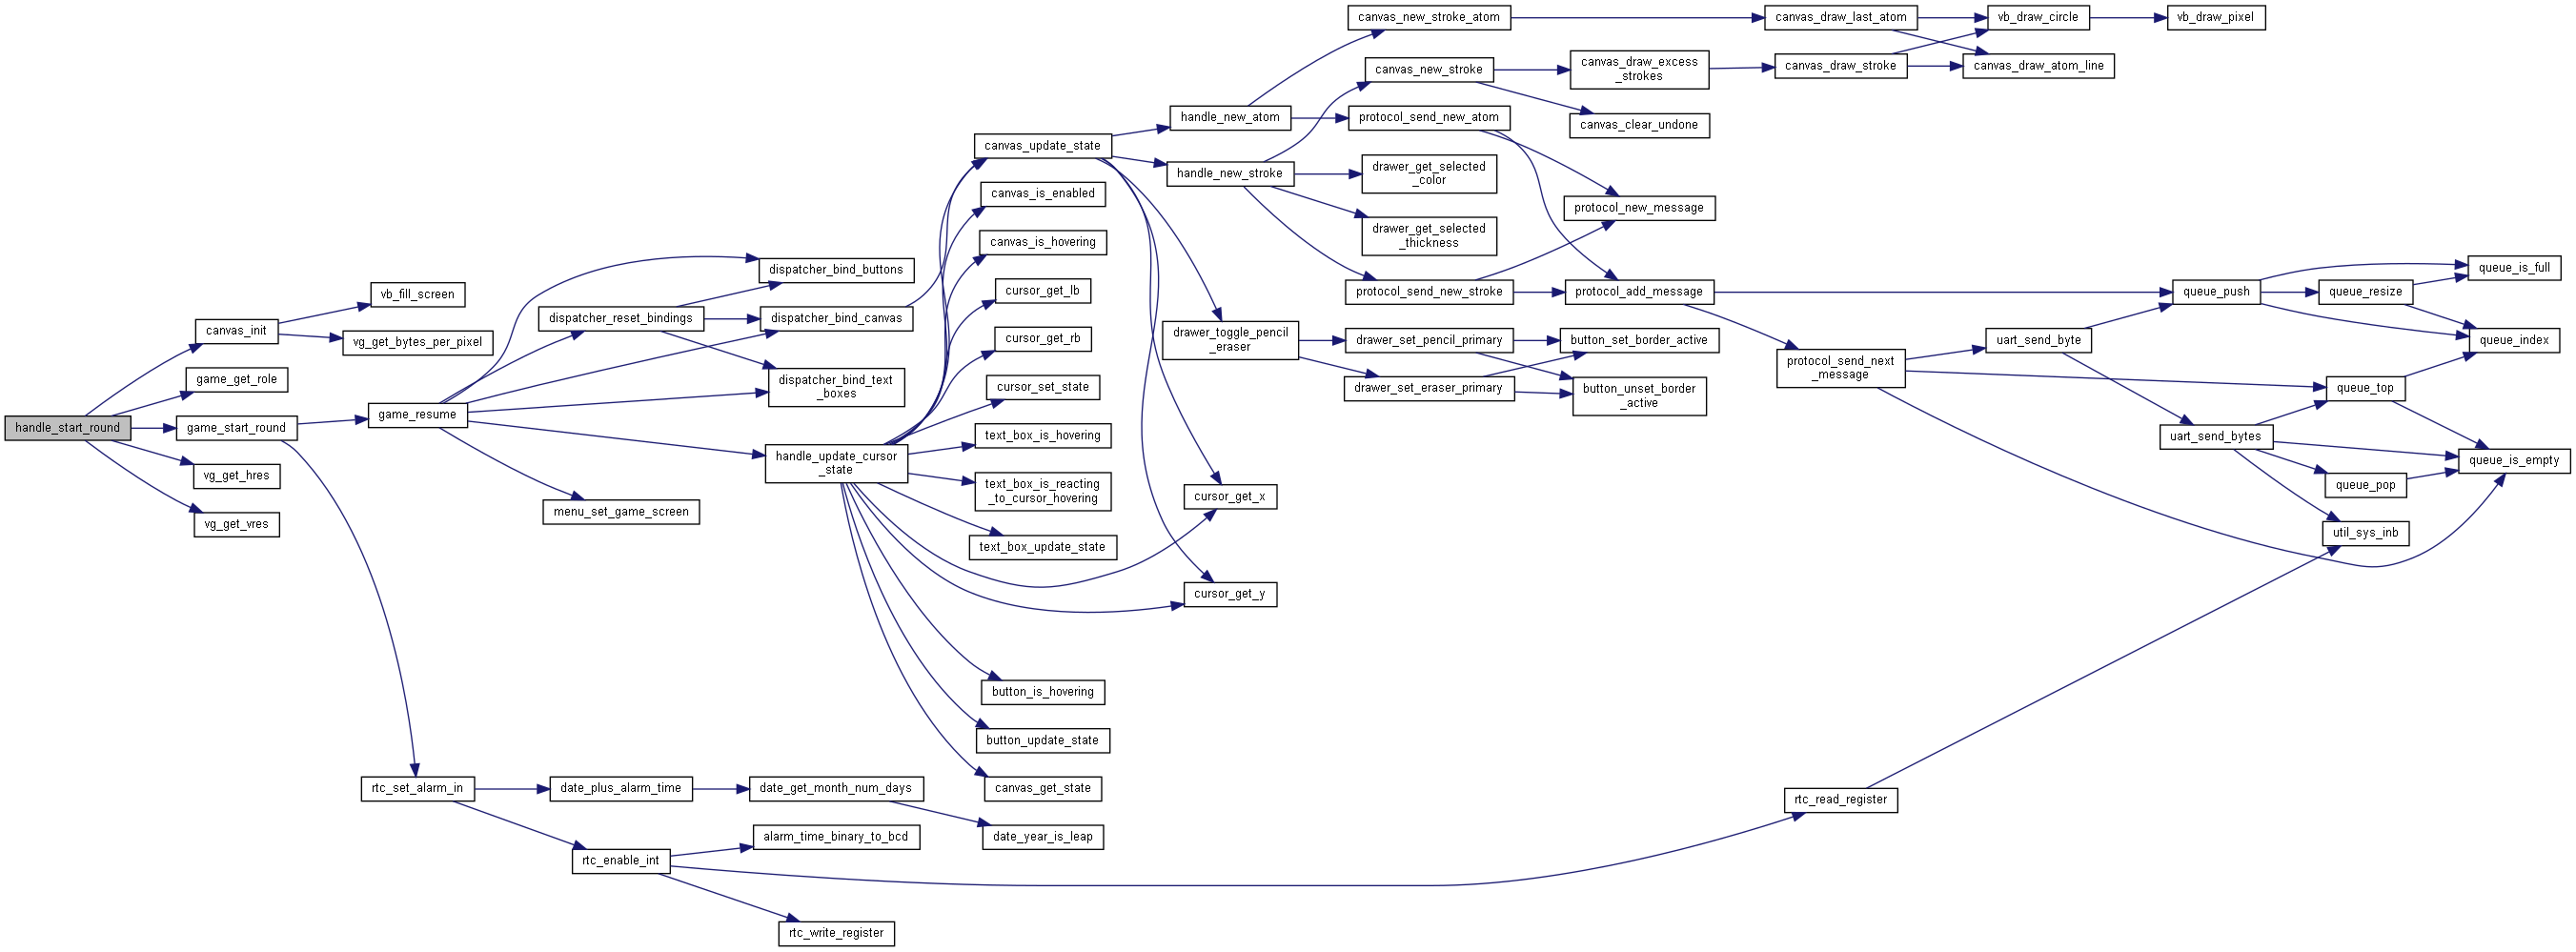 handle_start_round
canvas_init
game_get_role
game_start_round
vg_get_hres
vg_get_vres
vb_fill_screen
vg_get_bytes_per_pixel
game_resume
rtc_set_alarm_in
dispatcher_reset_bindings
menu_set_game_screen
date_plus_alarm_time
rtc_enable_int
dispatcher_bind_buttons
dispatcher_bind_canvas
dispatcher_bind_text
_boxes
handle_update_cursor
_state
date_get_month_num_days
alarm_time_binary_to_bcd
rtc_write_register
canvas_update_state
canvas_is_enabled
canvas_is_hovering
cursor_get_lb
cursor_get_rb
cursor_set_state
text_box_is_hovering
text_box_is_reacting
_to_cursor_hovering
text_box_update_state
button_is_hovering
button_update_state
canvas_get_state
date_year_is_leap
handle_new_atom
handle_new_stroke
drawer_toggle_pencil
_eraser
cursor_get_x
cursor_get_y
canvas_new_stroke_atom
canvas_new_stroke
protocol_send_new_atom
drawer_get_selected
_color
drawer_get_selected
_thickness
protocol_send_new_stroke
drawer_set_pencil_primary
drawer_set_eraser_primary
canvas_draw_excess
_strokes
canvas_clear_undone
protocol_new_message
protocol_add_message
button_set_border_active
button_unset_border
_active
canvas_draw_last_atom
canvas_draw_stroke
protocol_send_next
_message
rtc_read_register
vb_draw_circle
canvas_draw_atom_line
uart_send_byte
vb_draw_pixel
queue_push
uart_send_bytes
queue_resize
queue_top
queue_pop
util_sys_inb
queue_is_full
queue_index
queue_is_empty